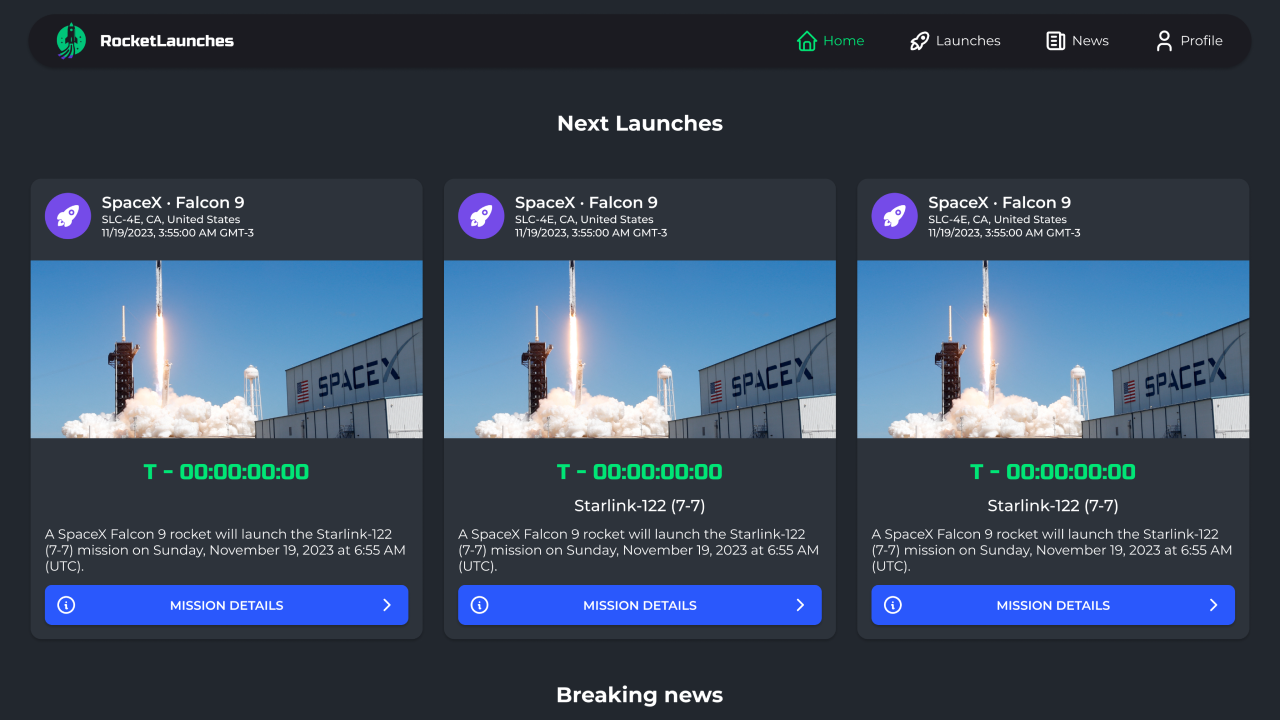 RocketLaunches
Home
Launches
News
Profile
Next Launches
SpaceX · Falcon 9
SLC-4E, CA, United States
11/19/2023, 3:55:00 AM GMT-3
SPACEX
T - 00:00:00:00
A SpaceX Falcon 9 rocket will launch the Starlink-122
(7-7) mission on Sunday, November 19, 2023 at 6:55 AM
(UTC).
MISSION DETAILS
SpaceX · Falcon 9
SLC-4E, CA, United States
11/19/2023, 3:55:00 AM GMT-3
SPACEX
T - 00:00:00:00
Starlink-122 (7-7)
A SpaceX Falcon 9 rocket will launch the Starlink-122
(7-7) mission on Sunday, November 19, 2023 at 6:55 AM
(UTC).
MISSION DETAILS
SpaceX · Falcon 9
SLC-4E, CA, United States
11/19/2023, 3:55:00 AM GMT-3
SPACEX
T - 00:00:00:00
Starlink-122 (7-7)
A SpaceX Falcon 9 rocket will launch the Starlink-122
(7-7) mission on Sunday, November 19, 2023 at 6:55 AM
(UTC).
MISSION DETAILS
Breaking news